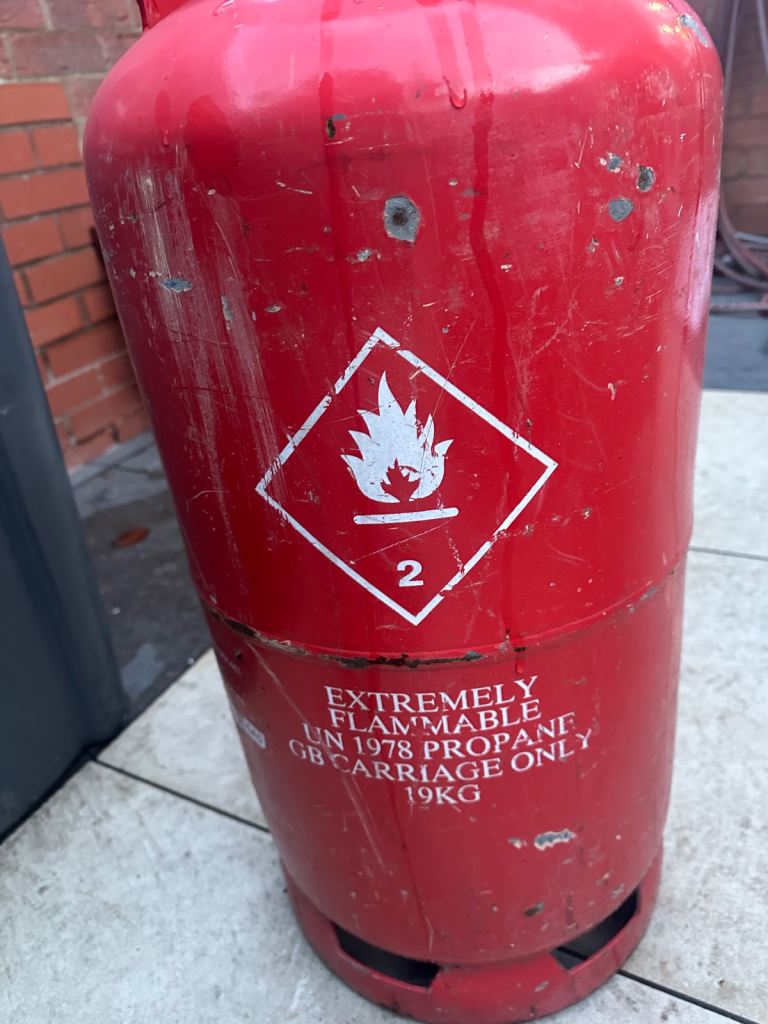 2
EXTREMELY
FLAMMABLE
UN 1978 PROPANE
GB CARRIAGE ONLY
19KG